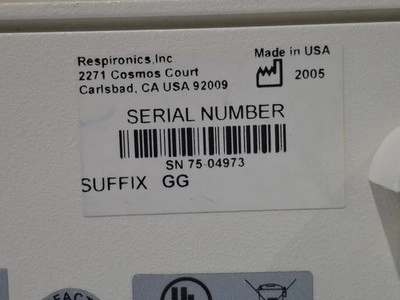 Respironics,Inc
2271 Cosmos Court
Carlsbad, CA USA 92009
Made in USA
2005
SERIAL NUMBER
SN 75-04973
SUFFIX GG
UL